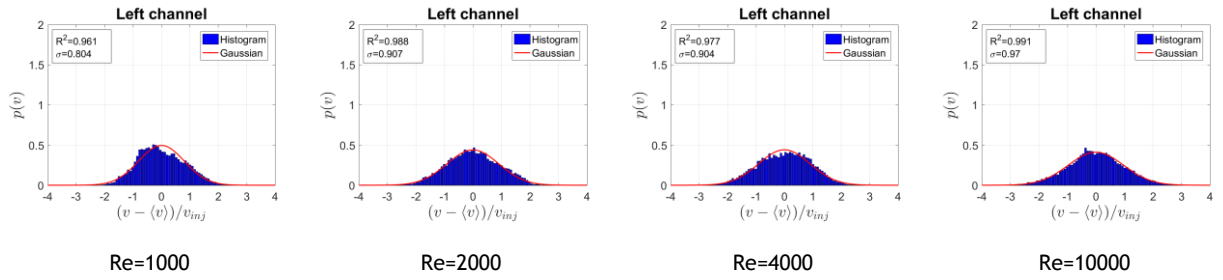 Left channel
R²=0.961
σ=0.804
Histogram
Gaussian
2
1.5
1
0.5
0
p(v)
-4 -3 -2 -1 0 1 2 3 4
(v − ⟨v⟩)/v_inj
Re=1000
Left channel
R²=0.988
σ=0.907
Histogram
Gaussian
2
1.5
1
0.5
0
p(v)
-4 -3 -2 -1 0 1 2 3 4
(v − ⟨v⟩)/v_inj
Re=2000
Left channel
R²=0.977
σ=0.904
Histogram
Gaussian
2
1.5
1
0.5
0
p(v)
-4 -3 -2 -1 0 1 2 3 4
(v − ⟨v⟩)/v_inj
Re=4000
Left channel
R²=0.991
σ=0.97
Histogram
Gaussian
2
1.5
1
0.5
0
p(v)
-4 -3 -2 -1 0 1 2 3 4
(v − ⟨v⟩)/v_inj
Re=10000